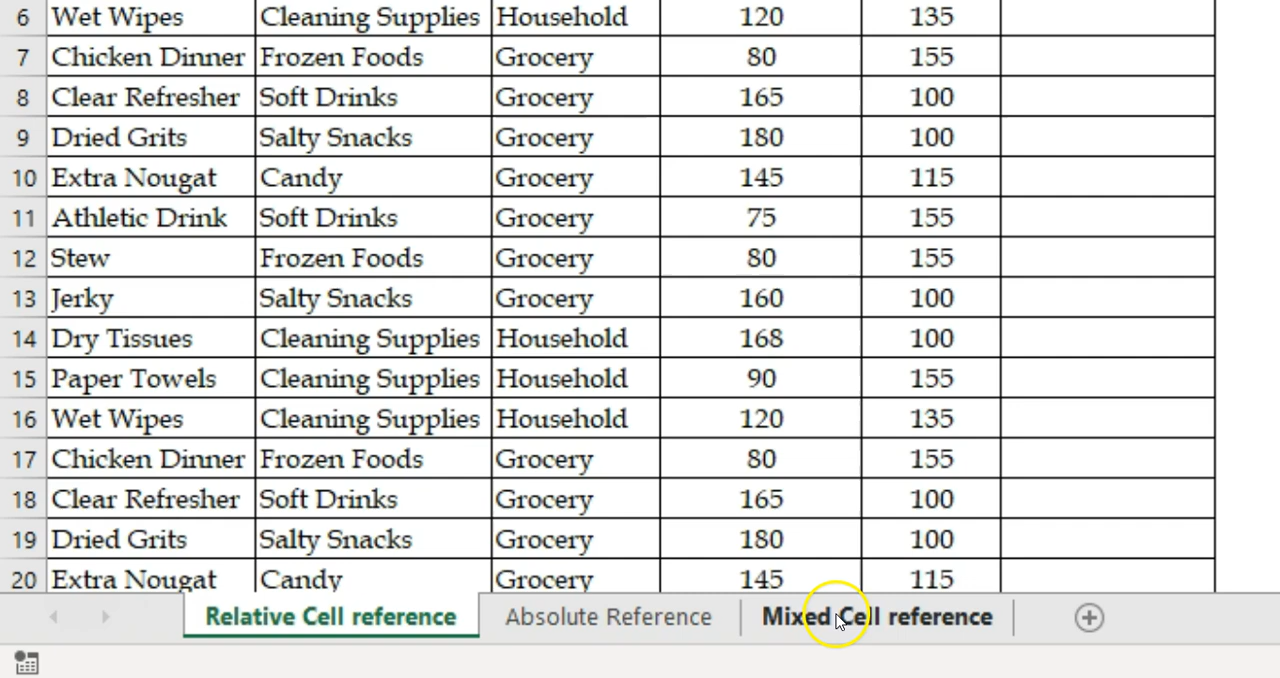 6 Wet Wipes Cleaning Supplies Household 120 135
7 Chicken Dinner Frozen Foods Grocery 80 155
8 Clear Refresher Soft Drinks Grocery 165 100
9 Dried Grits Salty Snacks Grocery 180 100
10 Extra Nougat Candy Grocery 145 115
11 Athletic Drink Soft Drinks Grocery 75 155
12 Stew Frozen Foods Grocery 80 155
13 Jerky Salty Snacks Grocery 160 100
14 Dry Tissues Cleaning Supplies Household 168 100
15 Paper Towels Cleaning Supplies Household 90 155
16 Wet Wipes Cleaning Supplies Household 120 135
17 Chicken Dinner Frozen Foods Grocery 80 155
18 Clear Refresher Soft Drinks Grocery 165 100
19 Dried Grits Salty Snacks Grocery 180 100
20 Extra Nougat Candy Grocery 145 115
Relative Cell reference Absolute Reference Mixed Cell reference